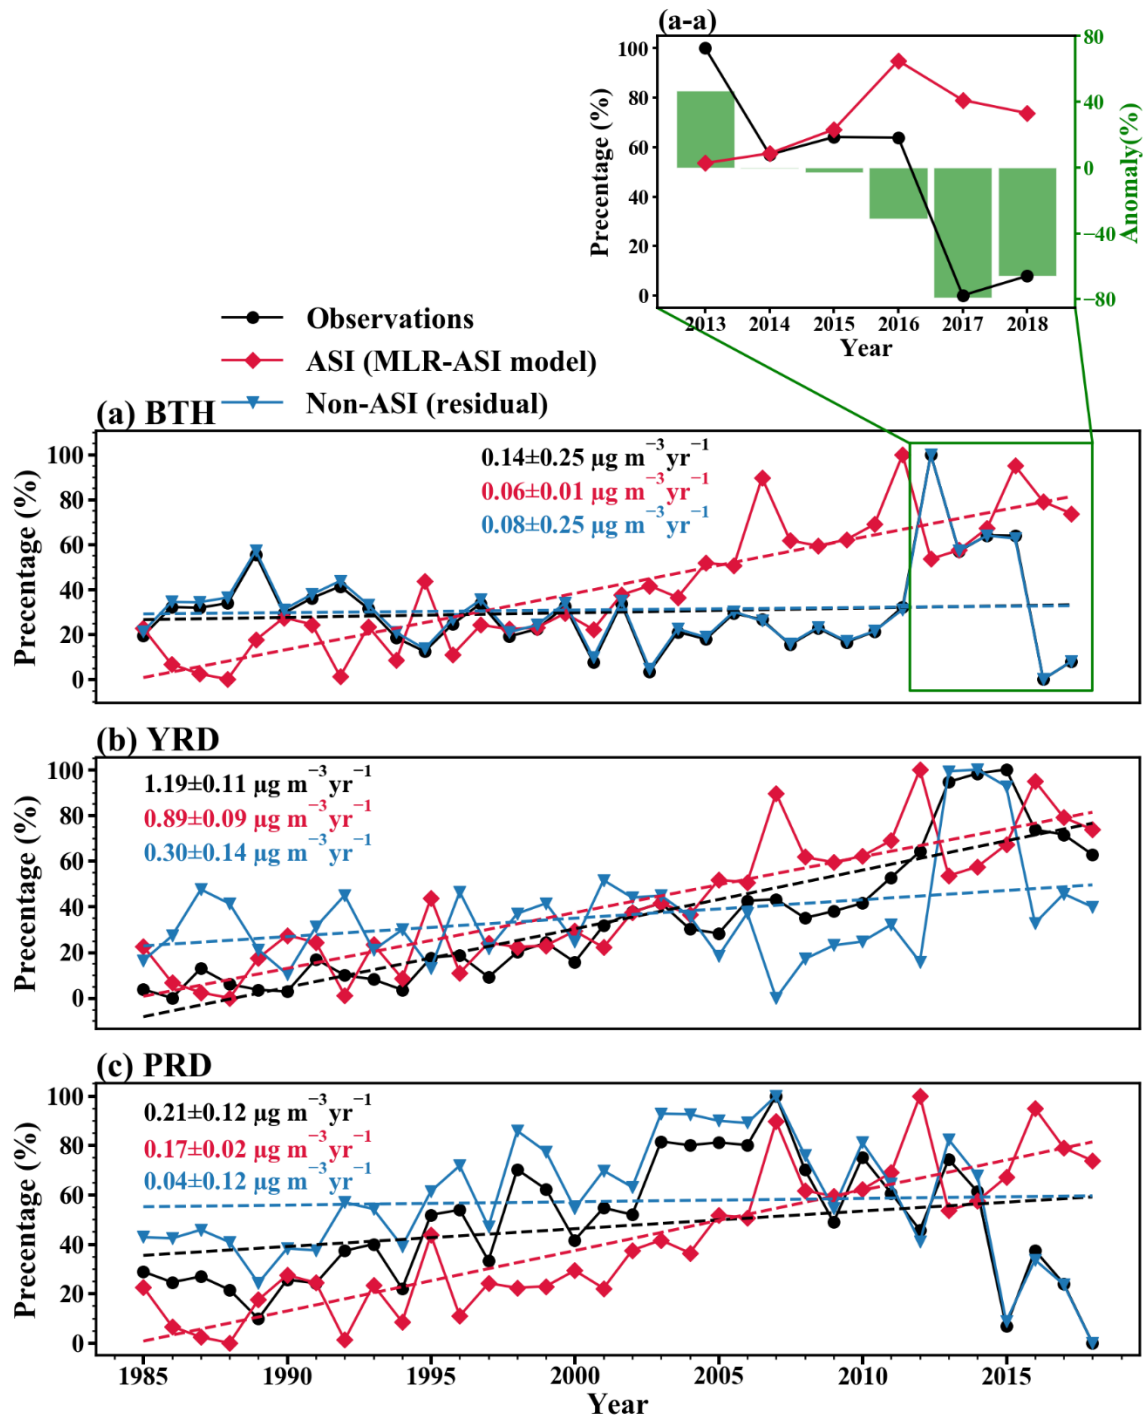 (a-a)
Precentage (%)
100
80
60
40
20
0
80
40
0
−40
−80
Anomaly(%)
2013 2014 2015 2016 2017 2018
Year
Observations
ASI (MLR-ASI model)
Non-ASI (residual)
(a) BTH
Precentage (%)
100
80
60
40
20
0
0.14±0.25 μg m⁻³yr⁻¹
0.06±0.01 μg m⁻³yr⁻¹
0.08±0.25 μg m⁻³yr⁻¹
(b) YRD
Precentage (%)
100
80
60
40
20
0
1.19±0.11 μg m⁻³yr⁻¹
0.89±0.09 μg m⁻³yr⁻¹
0.30±0.14 μg m⁻³yr⁻¹
(c) PRD
Precentage (%)
100
80
60
40
20
0
0.21±0.12 μg m⁻³yr⁻¹
0.17±0.02 μg m⁻³yr⁻¹
0.04±0.12 μg m⁻³yr⁻¹
1985 1990 1995 2000 2005 2010 2015
Year